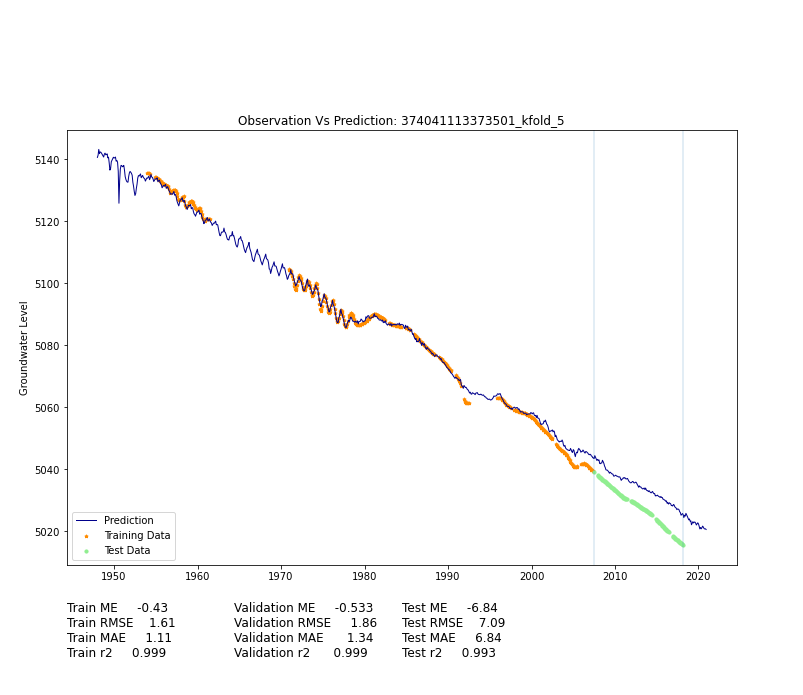 Observation Vs Prediction: 374041113373501_kfold_5
5140
5120
5100
5080
5060
5040
5020
Groundwater Level
Prediction
Training Data
Test Data
1950 1960 1970 1980 1990 2000 2010 2020
Train ME -0.43 Validation ME -0.533 Test ME -6.84
Train RMSE 1.61 Validation RMSE 1.86 Test RMSE 7.09
Train MAE 1.11 Validation MAE 1.34 Test MAE 6.84
Train r2 0.999 Validation r2 0.999 Test r2 0.993